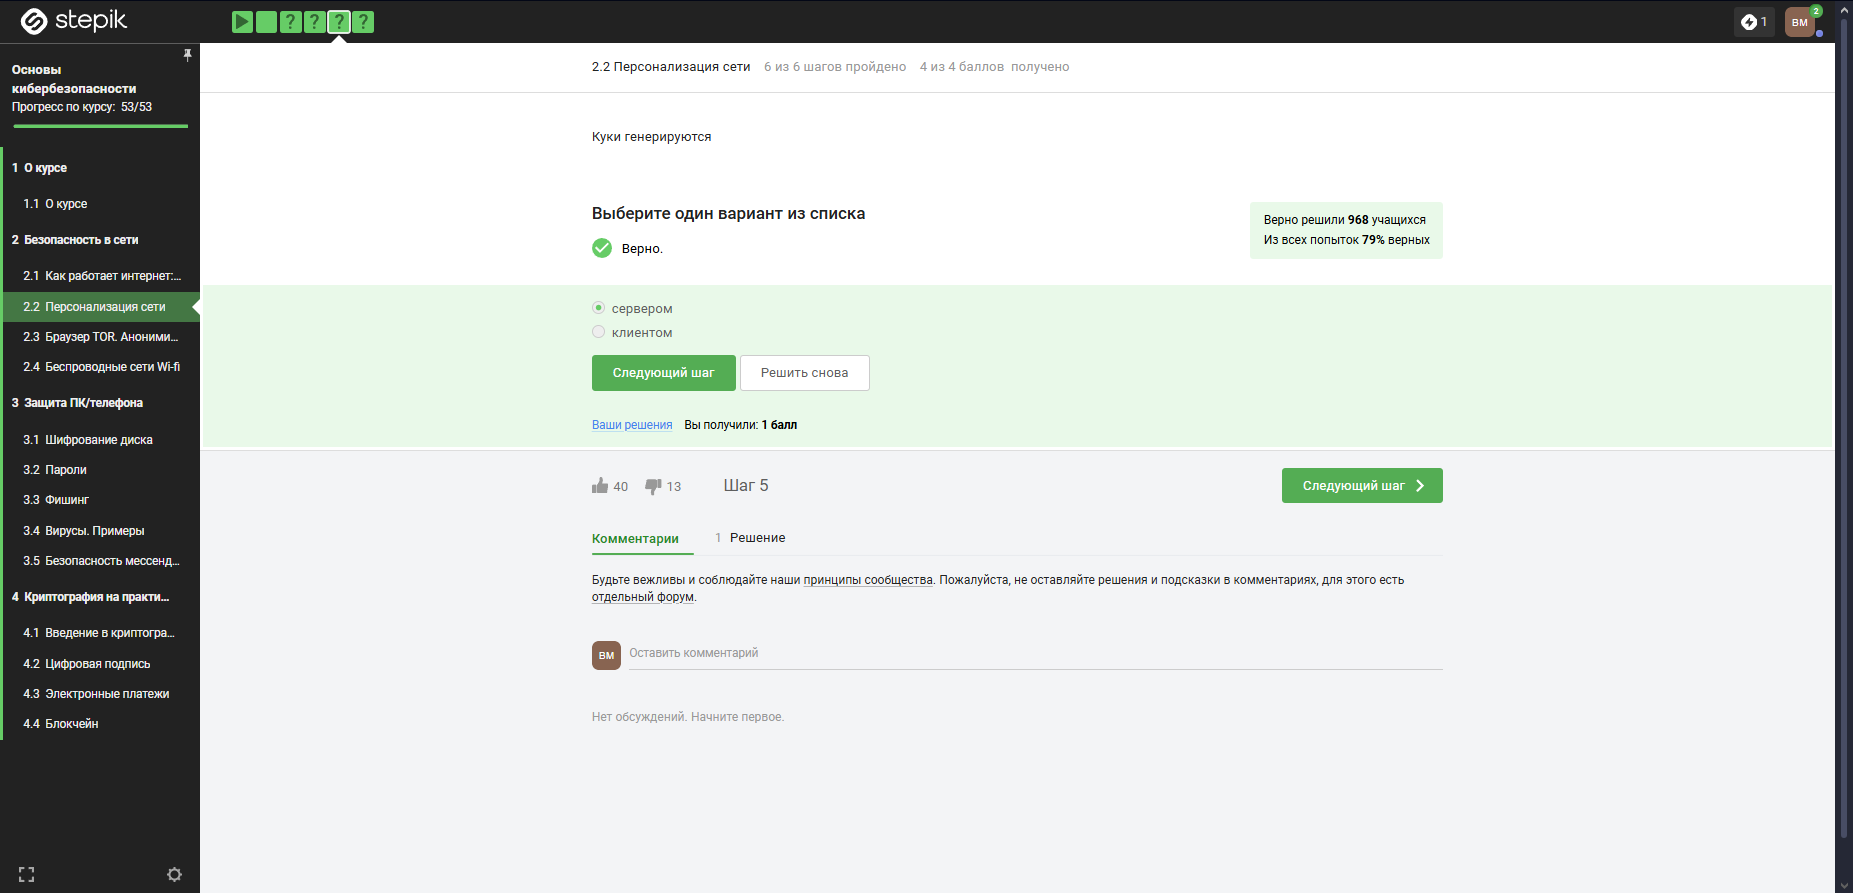 stepik
? ? ? ?
1
ВМ
2
Основы
кибербезопасности
Прогресс по курсу: 53/53
1 О курсе
1.1 О курсе
2 Безопасность в сети
2.1 Как работает интернет:...
2.2 Персонализация сети
2.3 Браузер TOR. Аноними...
2.4 Беспроводные сети Wi-fi
3 Защита ПК/телефона
3.1 Шифрование диска
3.2 Пароли
3.3 Фишинг
3.4 Вирусы. Примеры
3.5 Безопасность мессенд...
4 Криптография на практи...
4.1 Введение в криптогра...
4.2 Цифровая подпись
4.3 Электронные платежи
4.4 Блокчейн
2.2 Персонализация сети 6 из 6 шагов пройдено 4 из 4 баллов получено
Куки генерируются
Выберите один вариант из списка
Верно.
Верно решили 968 учащихся
Из всех попыток 79% верных
сервером
клиентом
Следующий шаг Решить снова
Ваши решения Вы получили: 1 балл
40 13 Шаг 5 Следующий шаг
Комментарии 1 Решение
Будьте вежливы и соблюдайте наши принципы сообщества. Пожалуйста, не оставляйте решения и подсказки в комментариях, для этого есть
отдельный форум.
ВМ Оставить комментарий
Нет обсуждений. Начните первое.